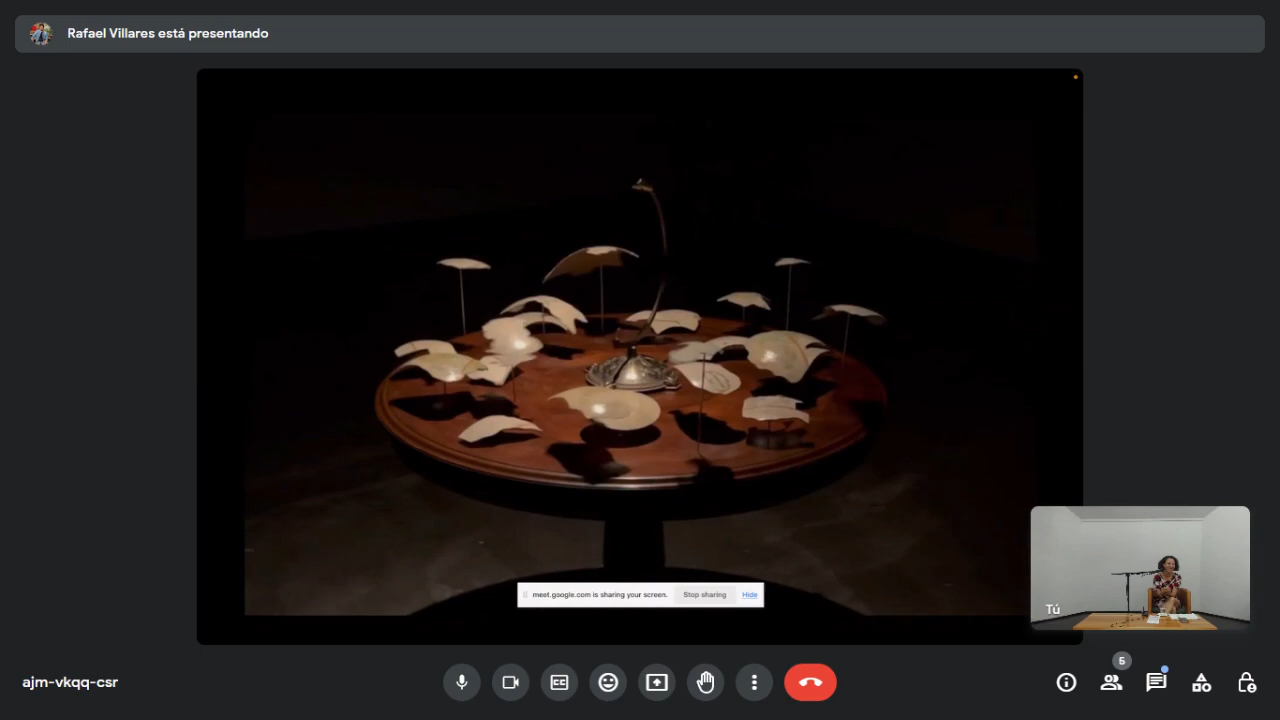 Rafael Villares está presentando
meet.google.com is sharing your screen. Stop sharing Hide
Tú
5
ajm-vkqq-csr
CC